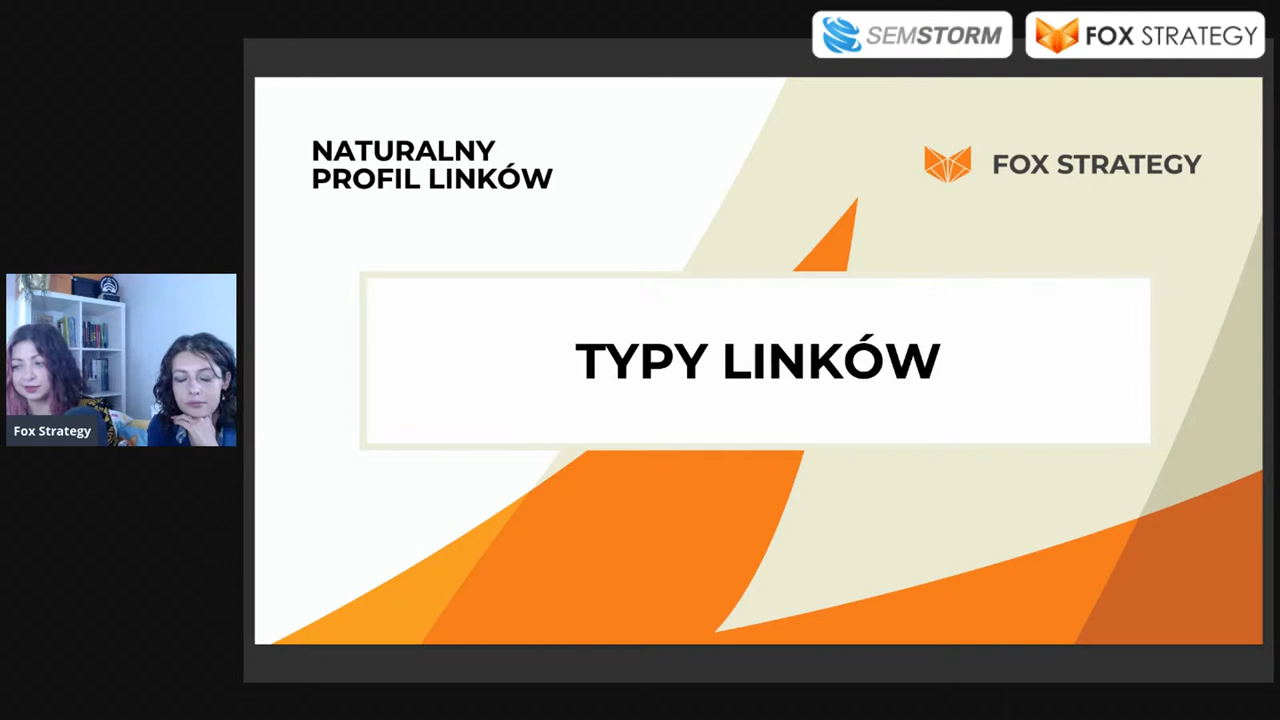 SEMSTORM
FOX STRATEGY
NATURALNY
PROFIL LINKÓW
FOX STRATEGY
TYPY LINKÓW
Fox Strategy